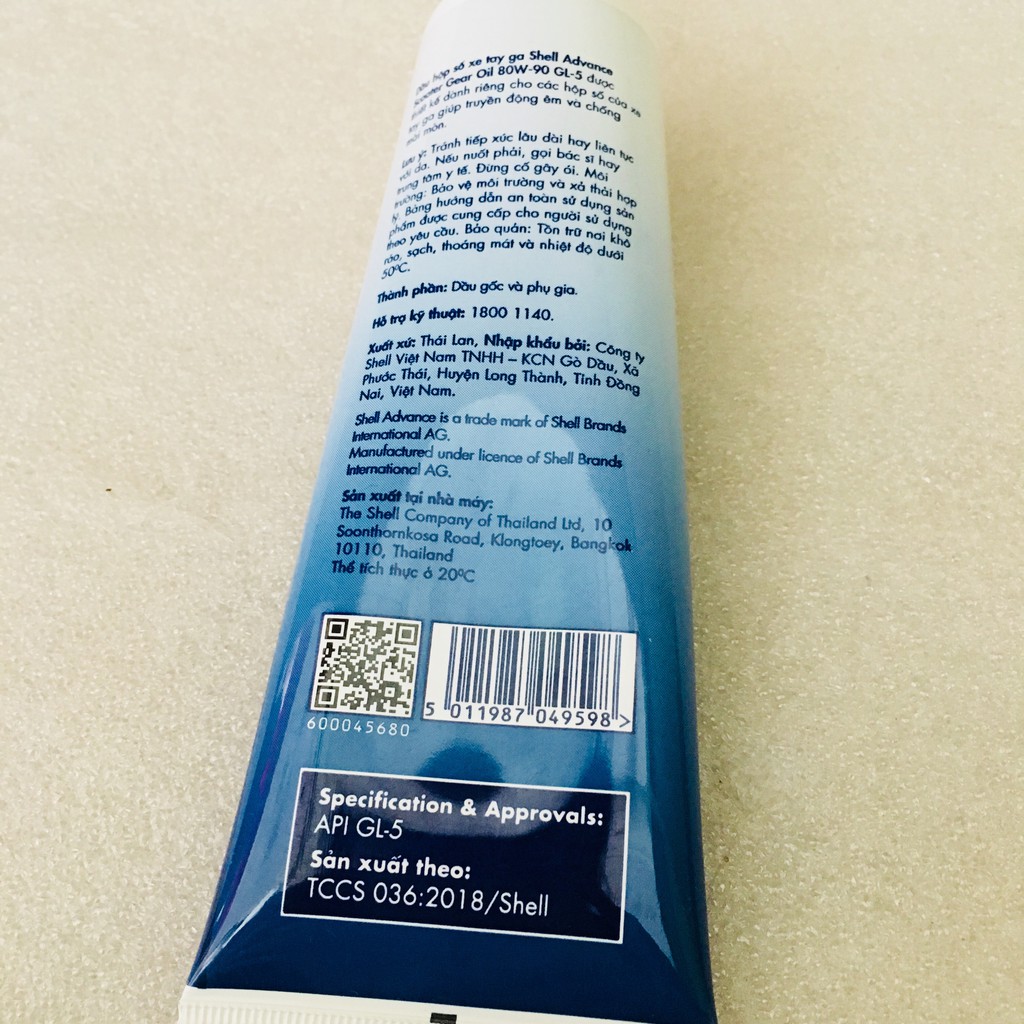 Dầu hộp số xe tay ga Shell Advance
Scooter Gear Oil 80W-90 GL-5 được
thiết kế dành riêng cho các hộp số của xe
tay ga giúp truyền động êm và chống
mài mòn.
Lưu ý: Tránh tiếp xúc lâu dài hay liên tục
với da. Nếu nuốt phải, gọi bác sĩ hay
trung tâm y tế. Đừng cố gây ói. Môi
trường: Bảo vệ môi trường và xả thải hợp
lý. Bảng hướng dẫn an toàn sử dụng sản
phẩm được cung cấp cho người sử dụng
theo yêu cầu. Bảo quản: Tồn trữ nơi khô
ráo, sạch, thoáng mát và nhiệt độ dưới
50ºC.
Thành phần: Dầu gốc và phụ gia.
Hỗ trợ kỹ thuật: 1800 1140.
Xuất xứ: Thái Lan, Nhập khẩu bởi: Công ty
Shell Việt Nam TNHH – KCN Gò Dầu, Xã
Phước Thái, Huyện Long Thành, Tỉnh Đồng
Nai, Việt Nam.
Shell Advance is a trade mark of Shell Brands
International AG.
Manufactured under licence of Shell Brands
International AG.
Sản xuất tại nhà máy:
The Shell Company of Thailand Ltd, 10
Soonthornkosa Road, Klongtoey, Bangkok
10110, Thailand
Thể tích thực ở 20ºC
600045680
5 011987 049598 >
Specification & Approvals:
API GL-5
Sản xuất theo:
TCCS 036:2018/Shell